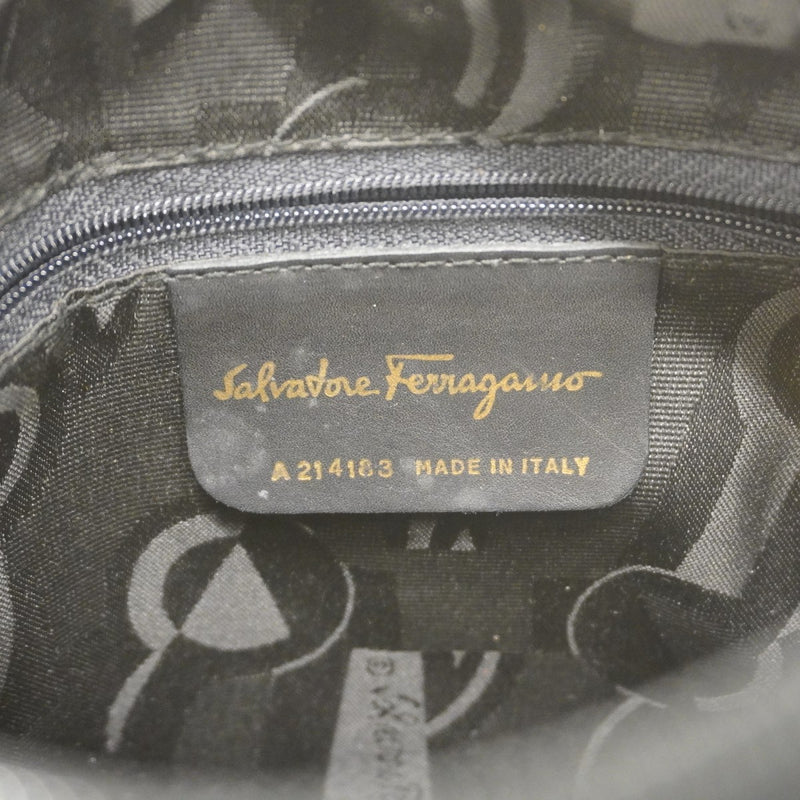 Salvatore Ferragamo
A 214183 MADE IN ITALY